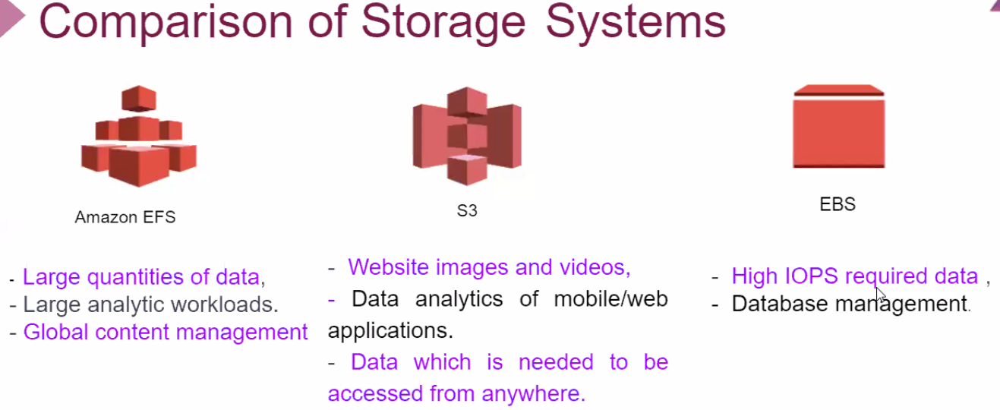 Comparison of Storage Systems
Amazon EFS
- Large quantities of data,
- Large analytic workloads.
- Global content management
S3
- Website images and videos,
- Data analytics of mobile/web
applications.
- Data which is needed to be
accessed from anywhere.
EBS
- High IOPS required data ,
- Database management.